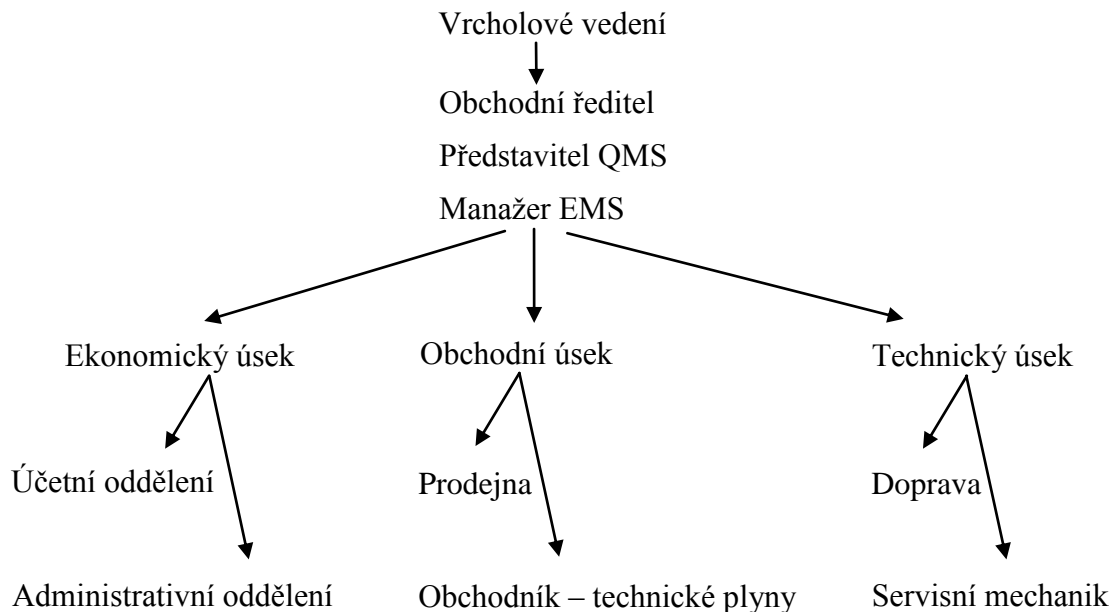 Vrcholové vedení
Obchodní ředitel
Představitel QMS
Manažer EMS
Ekonomický úsek
Obchodní úsek
Technický úsek
Účetní oddělení
Prodejna
Doprava
Administrativní oddělení
Obchodník – technické plyny
Servisní mechanik